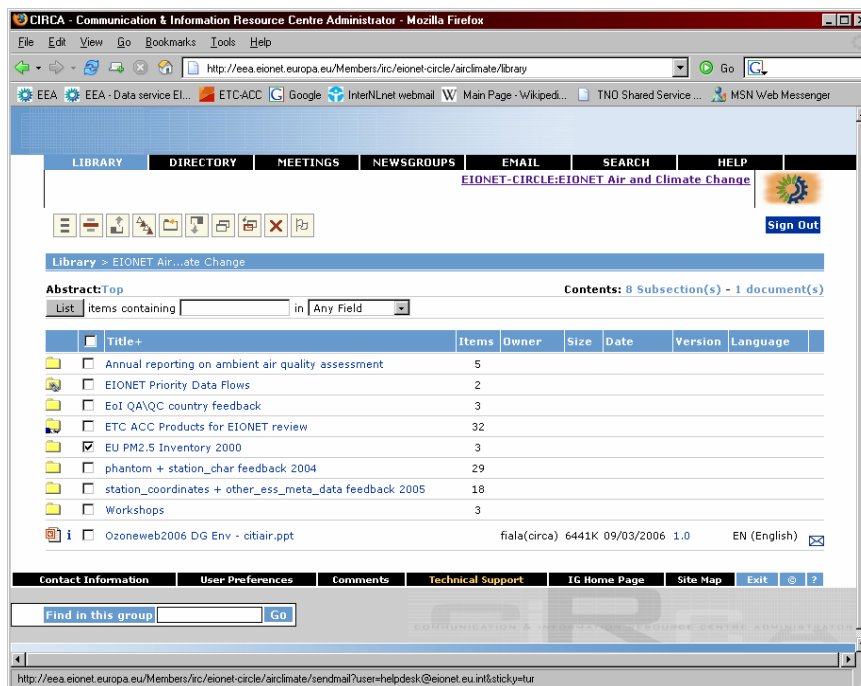 CIRCA - Communication & Information Resource Centre Administrator - Mozilla Firefox
File Edit View Go Bookmarks Tools Help
http://eea.eionet.europa.eu/Members/irc/eionet-circle/airclimate/library Go G
EEA EEA - Data service EI... ETC-ACC Google InterNLnet webmail Main Page - Wikipedi... TNO Shared Service ... MSN Web Messenger
LIBRARY DIRECTORY MEETINGS NEWSGROUPS EMAIL SEARCH HELP
EIONET-CIRCLE:EIONET Air and Climate Change
Sign Out
Library > EIONET Air...ate Change
Abstract:Top Contents: 8 Subsection(s) - 1 document(s)
List items containing in Any Field
Title+ Items Owner Size Date Version Language
Annual reporting on ambient air quality assessment 5
EIONET Priority Data Flows 2
EoI QA\QC country feedback 3
ETC ACC Products for EIONET review 32
EU PM2.5 Inventory 2000 3
phantom + station_char feedback 2004 29
station_coordinates + other_ess_meta_data feedback 2005 18
Workshops 3
i Ozoneweb2006 DG Env - citiair.ppt fiala(circa) 6441K 09/03/2006 1.0 EN (English)
Contact Information User Preferences Comments Technical Support IG Home Page Site Map Exit © ?
Find in this group Go
CIRCA
COMMUNICATION & INFORMATION RESOURCE CENTRE ADMINISTRATOR
http://eea.eionet.europa.eu/Members/irc/eionet-circle/airclimate/sendmail?user=helpdesk@eionet.eu.int&sticky=tur